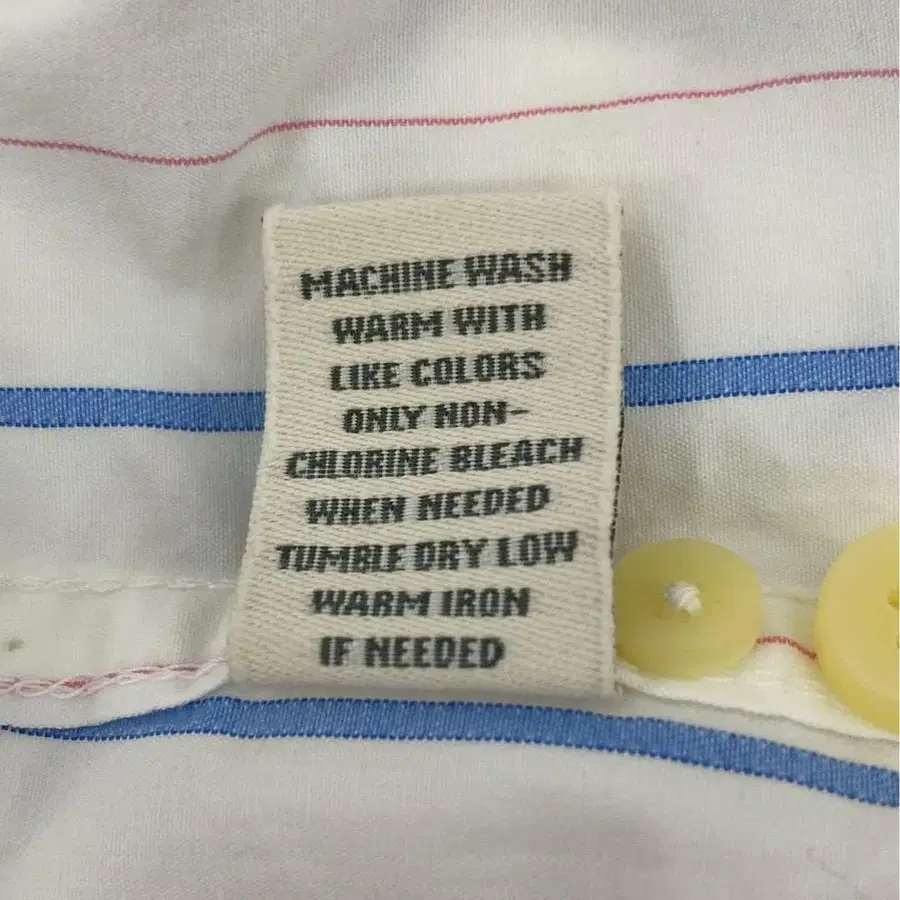 MACHINE WASH
WARM WITH
LIKE COLORS
ONLY NON-
CHLORINE BLEACH
WHEN NEEDED
TUMBLE DRY LOW
WARM IRON
IF NEEDED